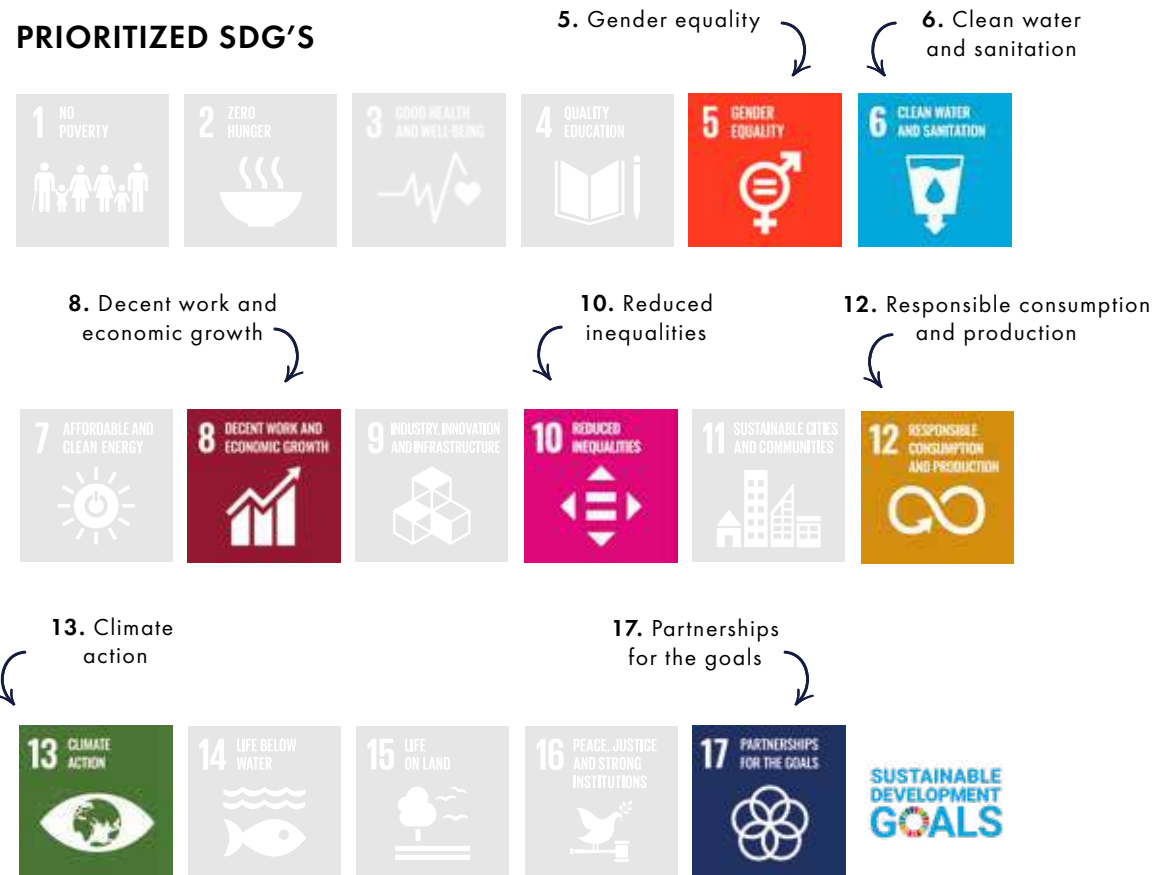 PRIORITIZED SDG'S
5. Gender equality
6. Clean water
and sanitation
1 NO
POVERTY
2 ZERO
HUNGER
3 GOOD HEALTH
AND WELL-BEING
4 QUALITY
EDUCATION
5 GENDER
EQUALITY
6 CLEAN WATER
AND SANITATION
8. Decent work and
economic growth
10. Reduced
inequalities
12. Responsible consumption
and production
7 AFFORDABLE AND
CLEAN ENERGY
8 DECENT WORK AND
ECONOMIC GROWTH
9 INDUSTRY, INNOVATION
AND INFRASTRUCTURE
10 REDUCED
INEQUALITIES
11 SUSTAINABLE CITIES
AND COMMUNITIES
12 RESPONSIBLE
CONSUMPTION
AND PRODUCTION
13. Climate
action
17. Partnerships
for the goals
13 CLIMATE
ACTION
14 LIFE BELOW
WATER
15 LIFE
ON LAND
16 PEACE, JUSTICE
AND STRONG
INSTITUTIONS
17 PARTNERSHIPS
FOR THE GOALS
SUSTAINABLE
DEVELOPMENT
GOALS